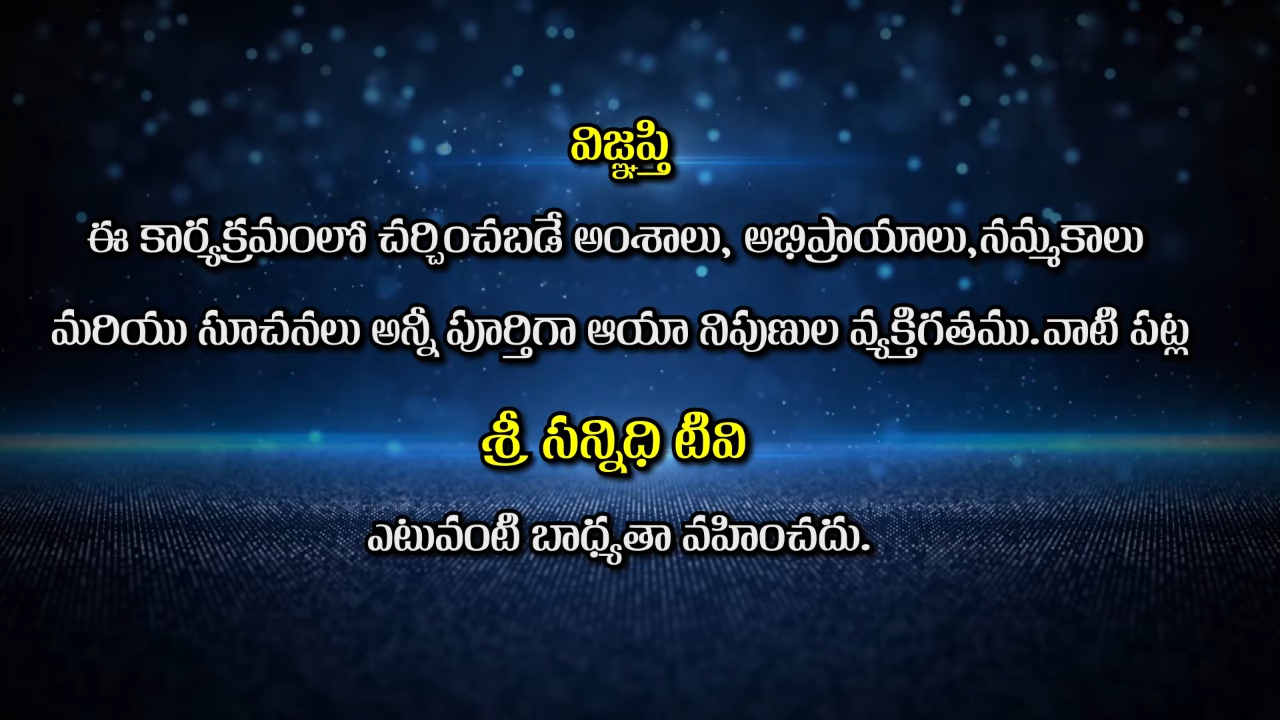 విజ్ఞప్తి
ఈ కార్యక్రమంలో చర్చించబడే అంశాలు, అభిప్రాయాలు,నమ్మకాలు
మరియు సూచనలు అన్నీ పూర్తిగా ఆయా నిపుణుల వ్యక్తిగతము.వాటి పట్ల
శ్రీ సన్నిధి టివి
ఎటువంటి బాధ్యతా వహించదు.